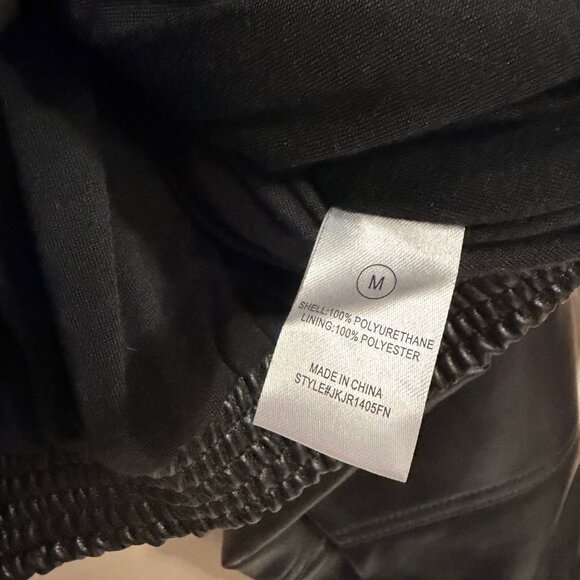 M
SHELL:100% POLYURETHANE
LINING:100% POLYESTER
MADE IN CHINA
STYLE#JKJR1405FN